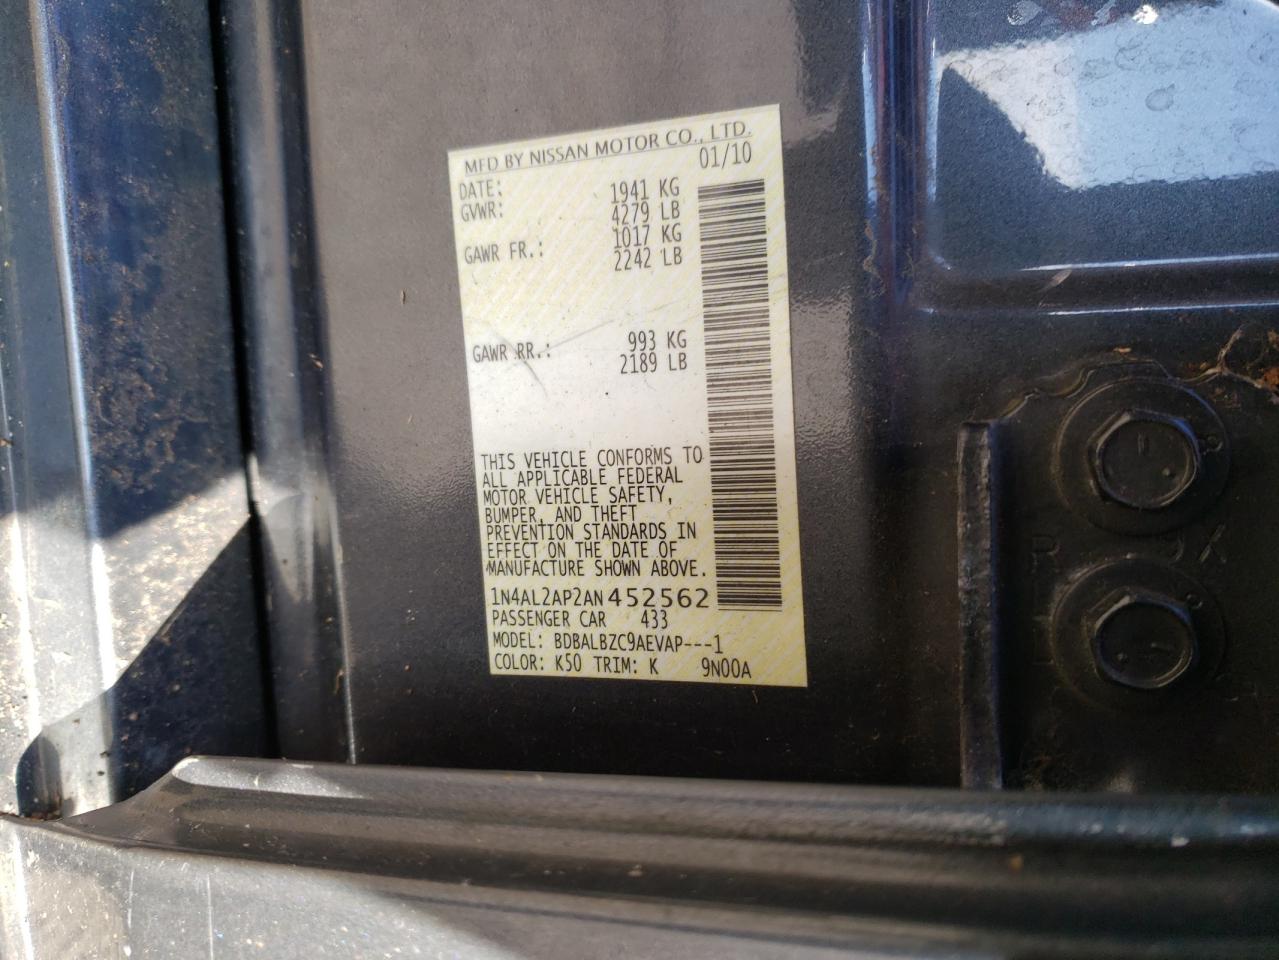 MFD BY NISSAN MOTOR CO., LTD.
DATE: 01/10
GVWR: 1941 KG
4279 LB
GAWR FR.: 1017 KG
2242 LB
GAWR RR.: 993 KG
2189 LB
THIS VEHICLE CONFORMS TO
ALL APPLICABLE FEDERAL
MOTOR VEHICLE SAFETY,
BUMPER, AND THEFT
PREVENTION STANDARDS IN
EFFECT ON THE DATE OF
MANUFACTURE SHOWN ABOVE.
1N4AL2AP2AN452562
PASSENGER CAR 433
MODEL: BDBALBZC9AEVAP---1
COLOR: K50 TRIM: K 9N00A